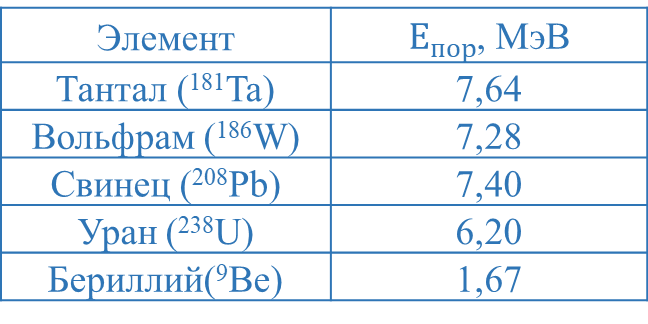 Элемент Eпор, МэВ
Тантал (¹⁸¹Ta) 7,64
Вольфрам (¹⁸⁶W) 7,28
Свинец (²⁰⁸Pb) 7,40
Уран (²³⁸U) 6,20
Бериллий(⁹Be) 1,67